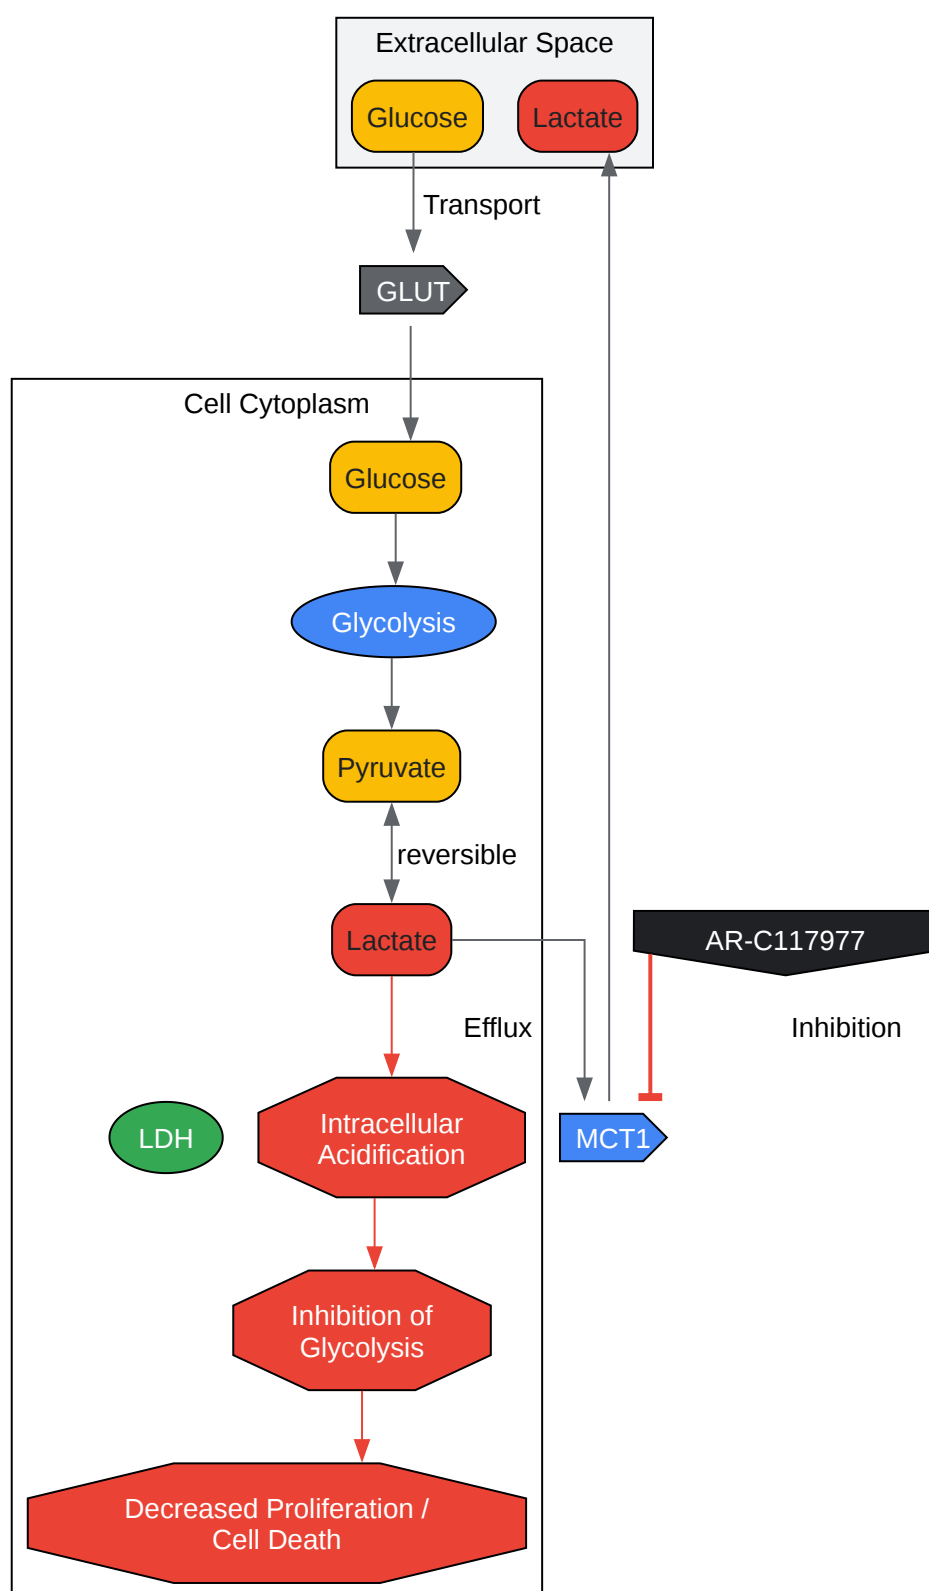 Extracellular Space
Glucose
Lactate
Transport
GLUT
Cell Cytoplasm
Glucose
Glycolysis
Pyruvate
reversible
Lactate
AR-C117977
Efflux
Inhibition
LDH
Intracellular
Acidification
MCT1
Inhibition of
Glycolysis
Decreased Proliferation /
Cell Death